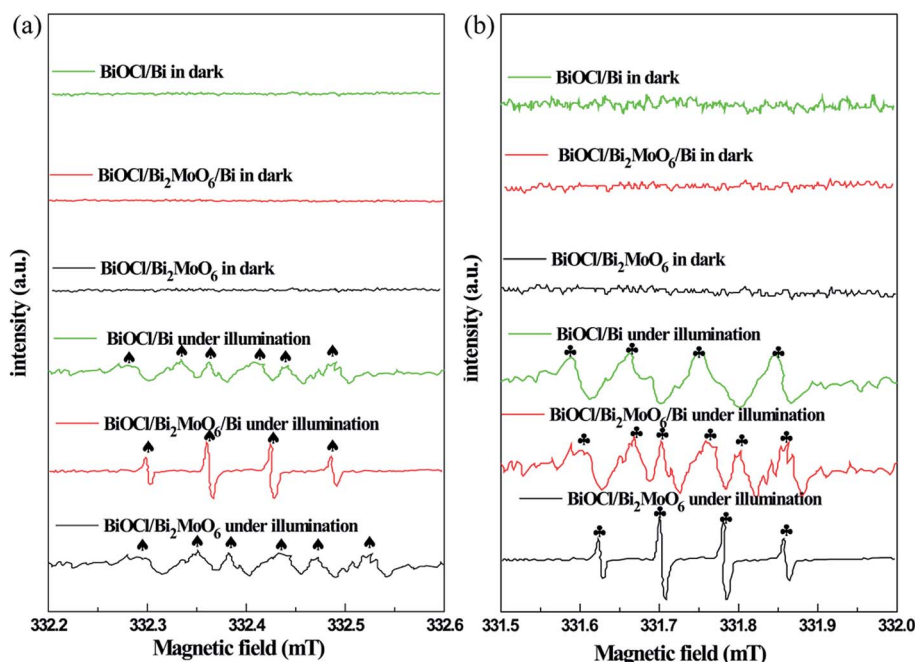 (a)
BiOCl/Bi in dark
BiOCl/Bi₂MoO₆/Bi in dark
BiOCl/Bi₂MoO₆ in dark
BiOCl/Bi under illumination
BiOCl/Bi₂MoO₆/Bi under illumination
BiOCl/Bi₂MoO₆ under illumination
intensity (a.u.)
332.2 332.3 332.4 332.5 332.6
Magnetic field (mT)
(b)
BiOCl/Bi in dark
BiOCl/Bi₂MoO₆/Bi in dark
BiOCl/Bi₂MoO₆ in dark
BiOCl/Bi under illumination
BiOCl/Bi₂MoO₆/Bi under illumination
BiOCl/Bi₂MoO₆ under illumination
intensity (a.u.)
331.5 331.6 331.7 331.8 331.9 332.0
Magnetic field (mT)